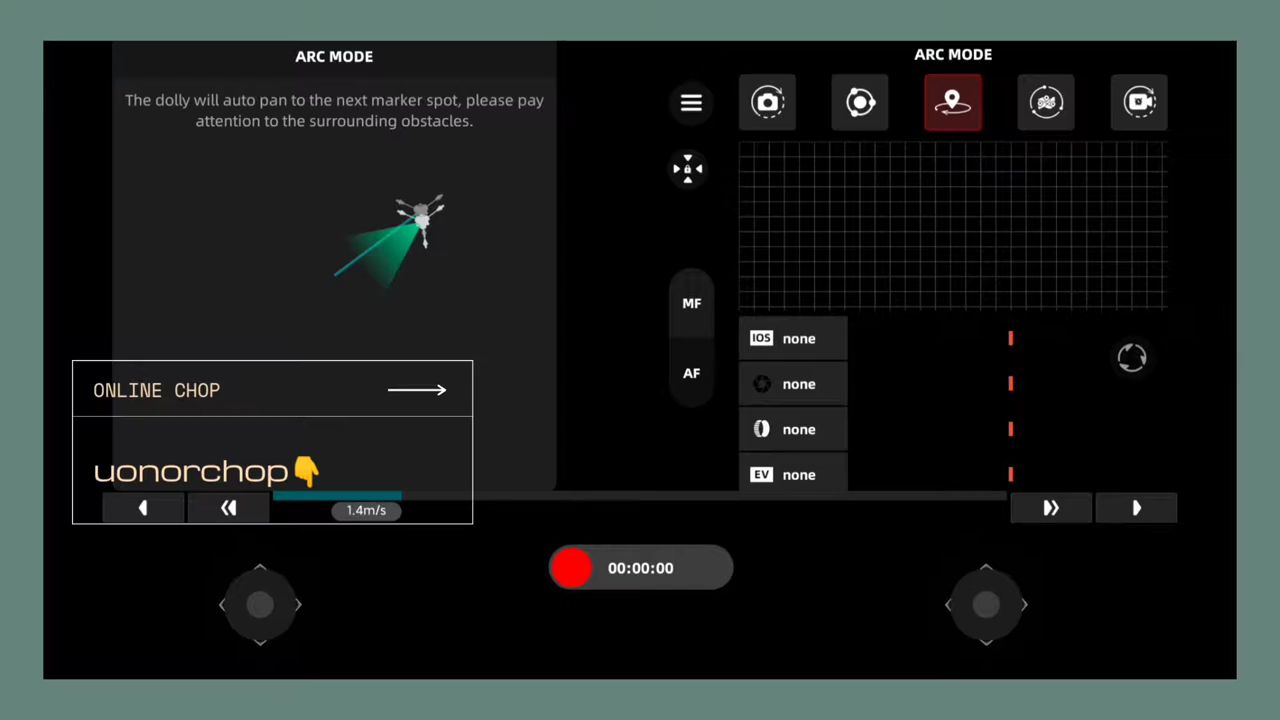 ARC MODE
The dolly will auto pan to the next marker spot, please pay
attention to the surrounding obstacles.
ARC MODE
MF
AF
IOS none
none
none
EV none
ONLINE CHOP
uonorchop👇
1.4m/s
00:00:00